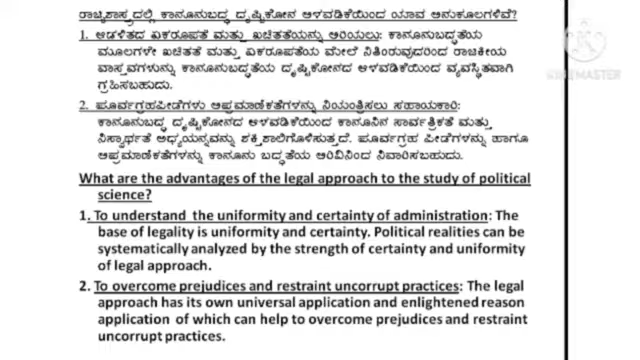 ರಾಜ್ಯಶಾಸ್ತ್ರದಲ್ಲಿ ಕಾನೂನುಬದ್ಧ ದೃಷ್ಟಿಕೋನ ಅಳವಡಿಕೆಯಿಂದ ಯಾವ ಅನುಕೂಲಗಳಿವೆ?
1. ಆಡಳಿತದ ಏಕರೂಪತೆ ಮತ್ತು ಖಚಿತತೆಯನ್ನು ಅರಿಯಲು: ಕಾನೂನುಬದ್ಧತೆಯ
ಮೂಲಗಳೇ ಖಚಿತತೆ ಮತ್ತು ಏಕರೂಪತೆಯ ಮೇಲೆ ನಿಂತಿರುವುದರಿಂದ ರಾಜಕೀಯ
ವಾಸ್ತವಗಳನ್ನು ಕಾನೂನುಬದ್ಧತೆಯ ದೃಷ್ಟಿಕೋನದ ಅಳವಡಿಕೆಯಿಂದ ವ್ಯವಸ್ಥಿತವಾಗಿ
ಗ್ರಹಿಸಬಹುದು.
2. ಪೂರ್ವಗ್ರಹಪೀಡೆಗಳು ಅಪ್ರಮಾಣಿಕತೆಗಳನ್ನು ನಿಯಂತ್ರಿಸಲು ಸಹಾಯಕಾರಿ:
ಕಾನೂನುಬದ್ಧ ದೃಷ್ಟಿಕೋನದ ಅಳವಡಿಕೆಯಿಂದ ಕಾನೂನಿನ ಸಾರ್ವತ್ರಿಕತೆ ಮತ್ತು
ನಿಸ್ವಾರ್ಥತೆ ಅಧ್ಯಯನ್ನವನ್ನು ಶಕ್ತಿಶಾಲಿಗೊಳಿಸುತ್ತದೆ. ಪೂರ್ವಗ್ರಹ ಪೀಡೆಗಳನ್ನು ಹಾಗೂ
ಅಪ್ರಮಾಣಿಕತೆಗಳನ್ನು ಕಾನೂನು ಬದ್ಧತೆಯ ಅರಿವಿನಿಂದ ನಿವಾರಿಸಬಹುದು.
What are the advantages of the legal approach to the study of political
science?
1. To understand the uniformity and certainty of administration: The
base of legality is uniformity and certainty. Political realities can be
systematically analyzed by the strength of certainty and uniformity
of legal approach.
2. To overcome prejudices and restraint uncorrupt practices: The legal
approach has its own universal application and enlightened reason
application of which can help to overcome prejudices and restraint
uncorrupt practices.